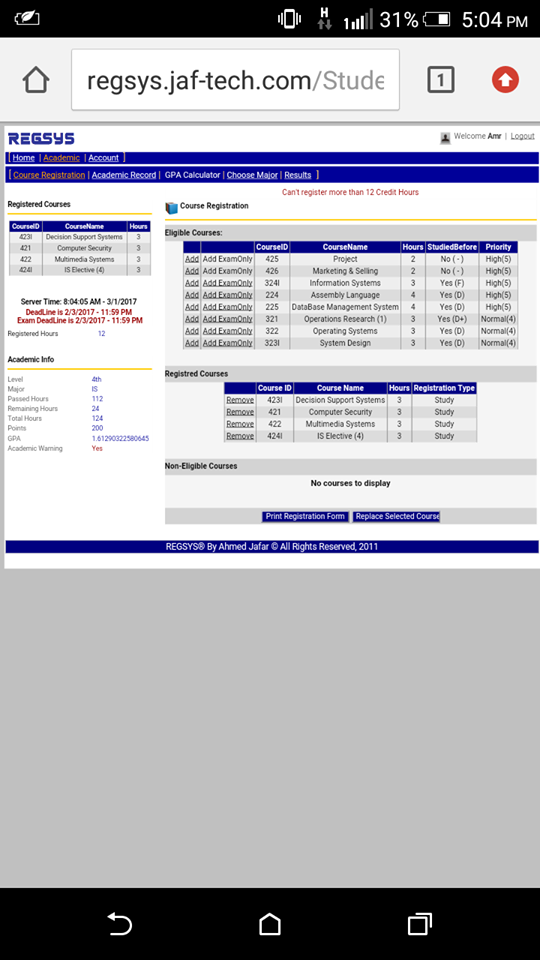 H 31% 5:04 PM
regsys.jaf-tech.com/Stude
1
REGSYS
Welcome Amr | Logout
[ Home | Academic | Account ]
[ Course Registration | Academic Record | GPA Calculator | Choose Major | Results ]
Can't register more than 12 Credit Hours
Registered Courses
CourseID CourseName Hours
423I Decision Support Systems 3
421 Computer Security 3
422 Multimedia Systems 3
424I IS Elective (4) 3
Server Time: 8:04:05 AM - 3/1/2017
DeadLine is 2/3/2017 - 11:59 PM
Exam DeadLine is 2/3/2017 - 11:59 PM
Registered Hours 12
Academic Info
Level 4th
Major IS
Passed Hours 112
Remaining Hours 24
Total Hours 124
Points 200
GPA 1.61290322580645
Academic Warning Yes
Course Registration
Eligible Courses:
CourseID CourseName Hours StudiedBefore Priority
Add Add ExamOnly 425 Project 2 No ( - ) High(5)
Add Add ExamOnly 426 Marketing & Selling 2 No ( - ) High(5)
Add Add ExamOnly 324I Information Systems 3 Yes (F) High(5)
Add Add ExamOnly 224 Assembly Language 4 Yes (D) High(5)
Add Add ExamOnly 225 DataBase Management System 4 Yes (D) High(5)
Add Add ExamOnly 321 Operations Research (1) 3 Yes (D+) Normal(4)
Add Add ExamOnly 322 Operating Systems 3 Yes (D) Normal(4)
Add Add ExamOnly 323I System Design 3 Yes (D) Normal(4)
Registred Courses
Course ID Course Name Hours Registration Type
Remove 423I Decision Support Systems 3 Study
Remove 421 Computer Security 3 Study
Remove 422 Multimedia Systems 3 Study
Remove 424I IS Elective (4) 3 Study
Non-Eligible Courses
No courses to display
Print Registration Form Replace Selected Course
REGSYS® By Ahmed Jafar © All Rights Reserved, 2011